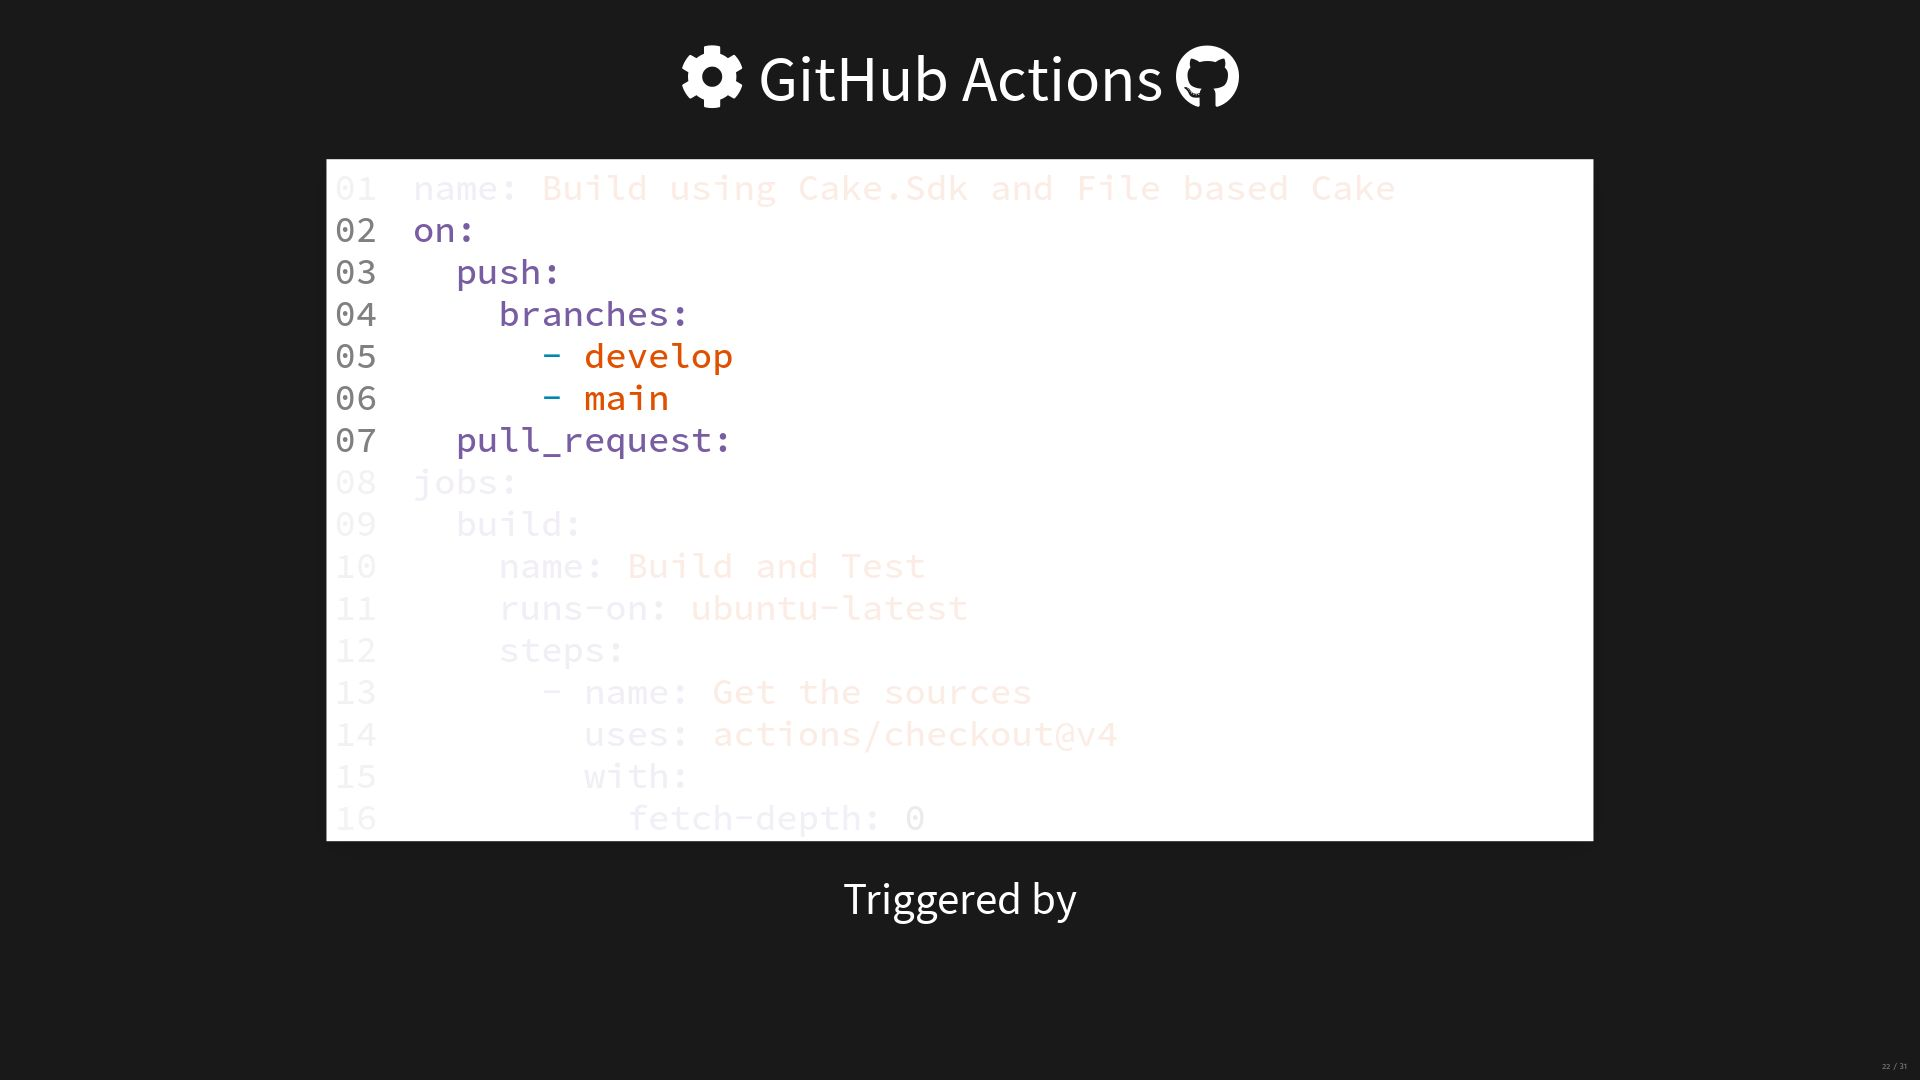 GitHub Actions
01 name: Build using Cake.Sdk and File based Cake
02 on:
03   push:
04     branches:
05       - develop
06       - main
07   pull_request:
08 jobs:
09   build:
10     name: Build and Test
11     runs-on: ubuntu-latest
12     steps:
13       - name: Get the sources
14         uses: actions/checkout@v4
15         with:
16           fetch-depth: 0
Triggered by
22 / 31